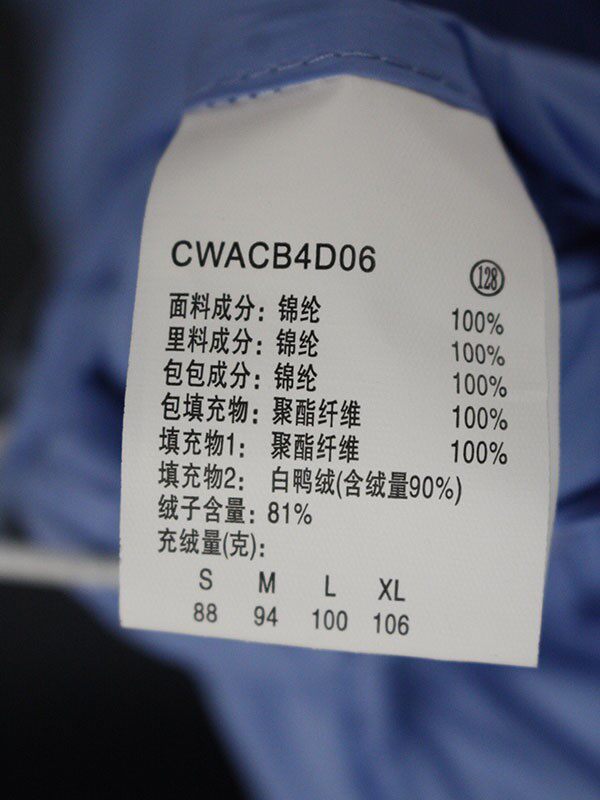 CWACB4D06
128
面料成分：锦纶 100%
里料成分：锦纶 100%
包包成分：锦纶 100%
包填充物：聚酯纤维 100%
填充物1：聚酯纤维 100%
填充物2：白鸭绒(含绒量90%)
绒子含量：81%
充绒量(克)：
S M L XL
88 94 100 106